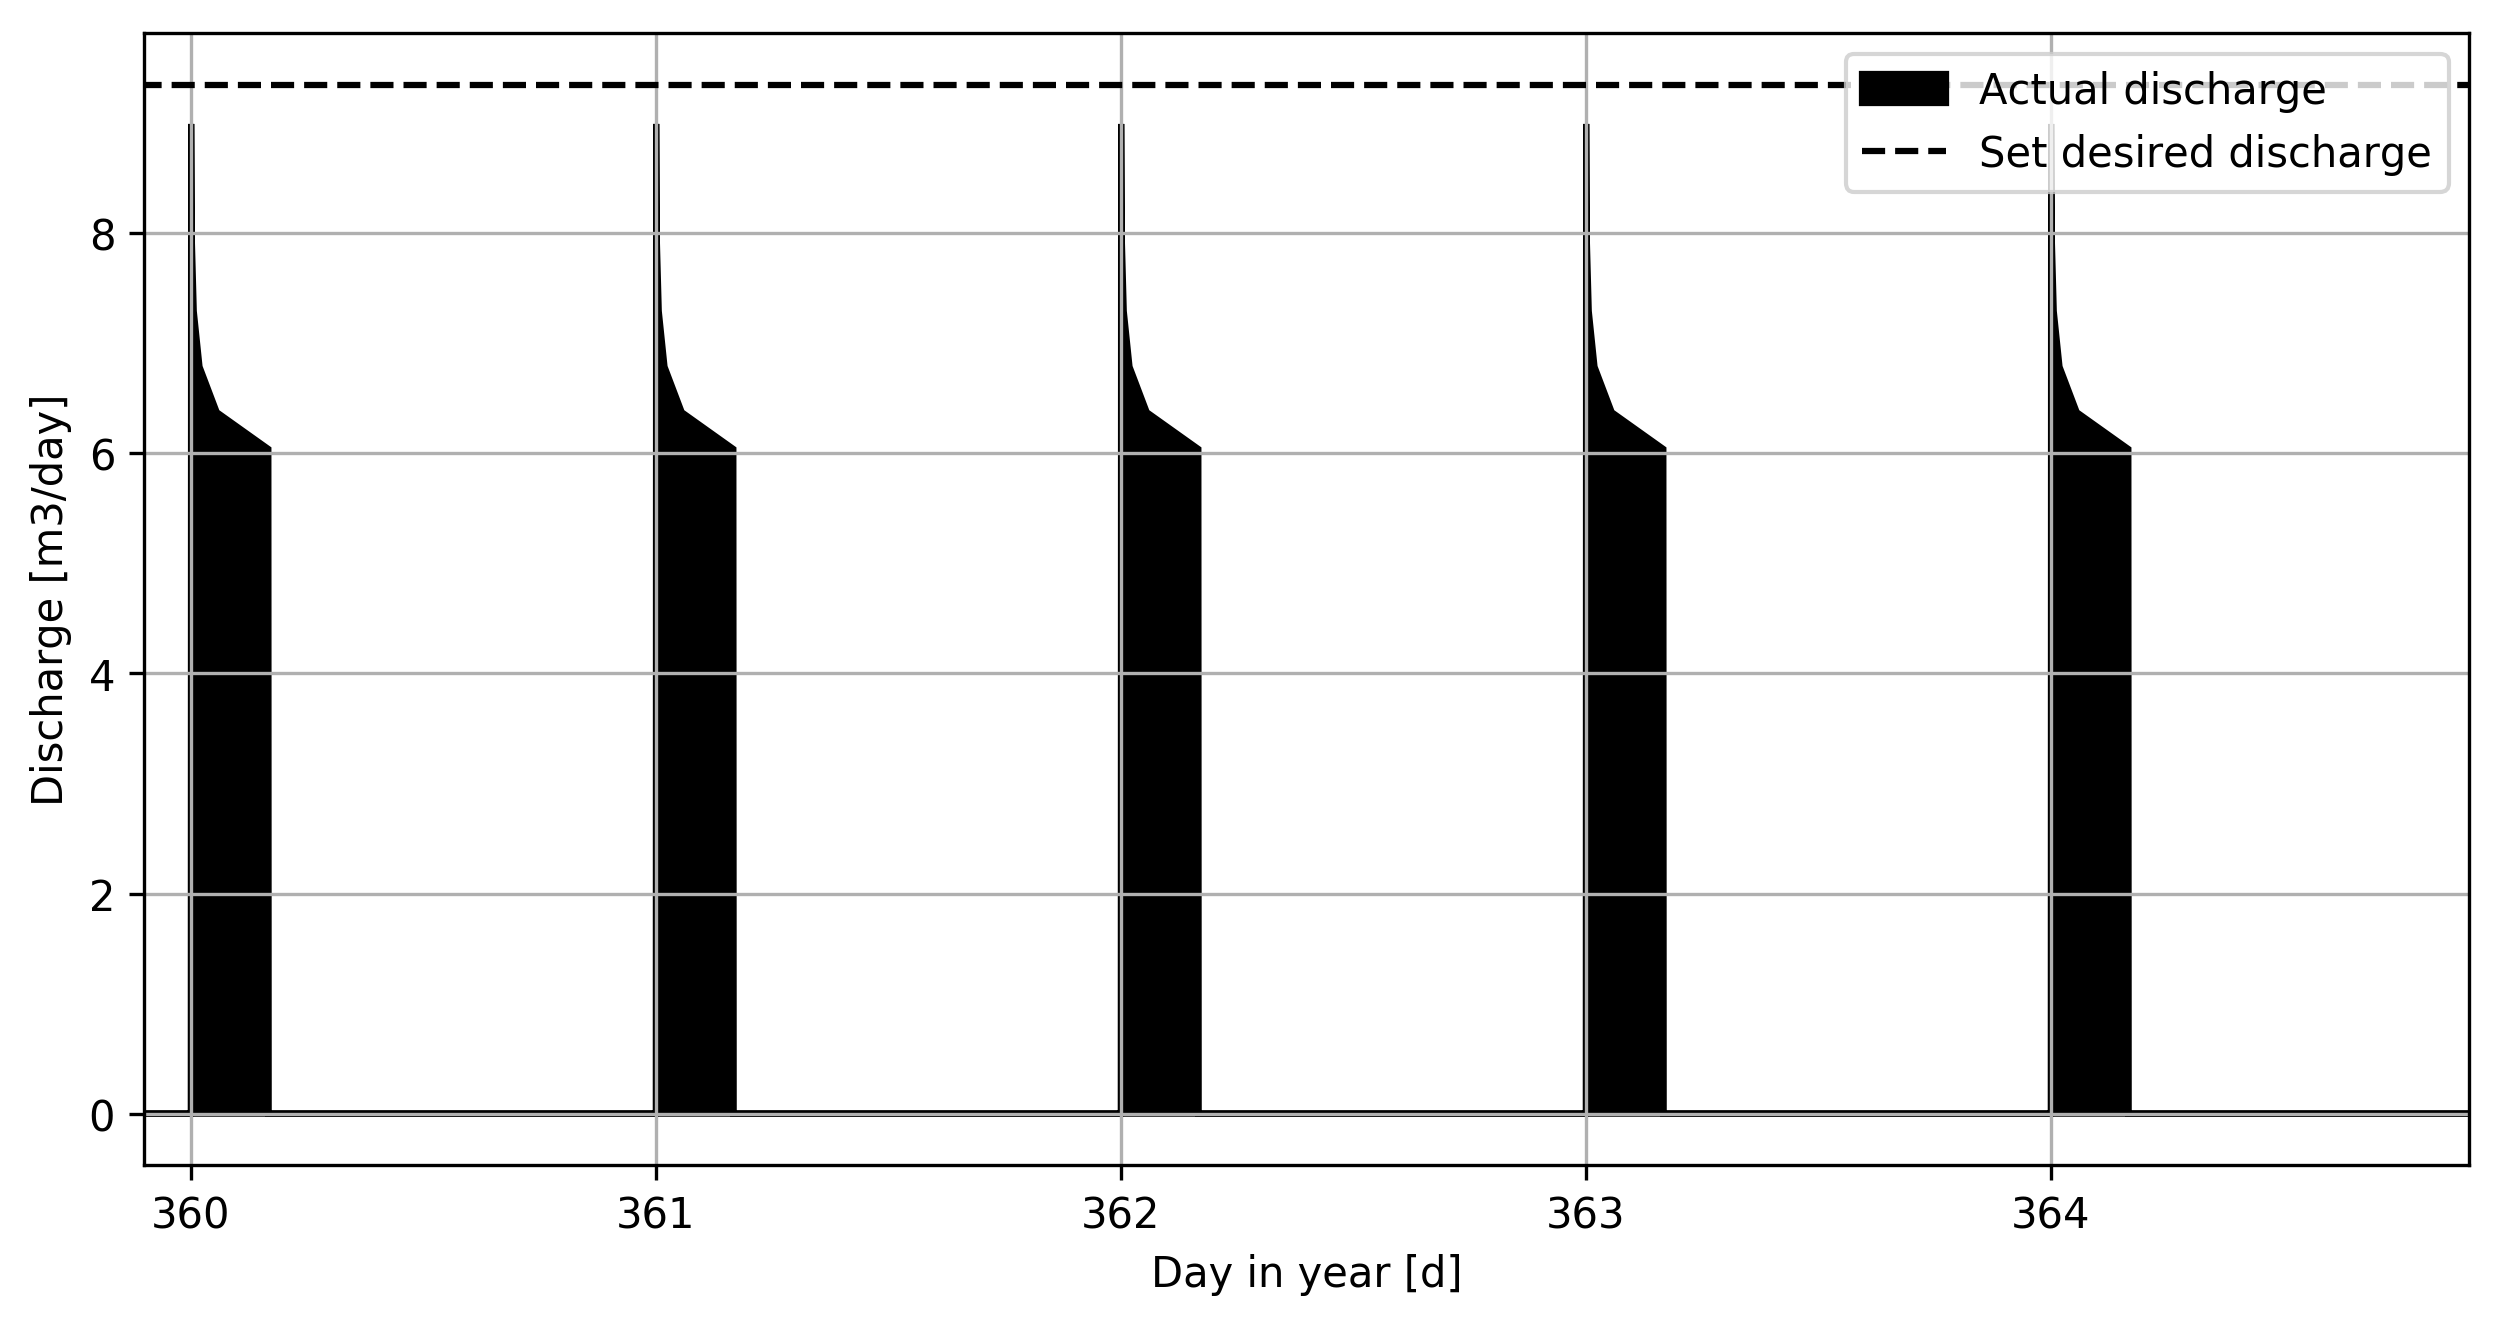 Actual discharge
Set desired discharge
Discharge [m3/day]
8
6
4
2
0
360 361 362 363 364
Day in year [d]